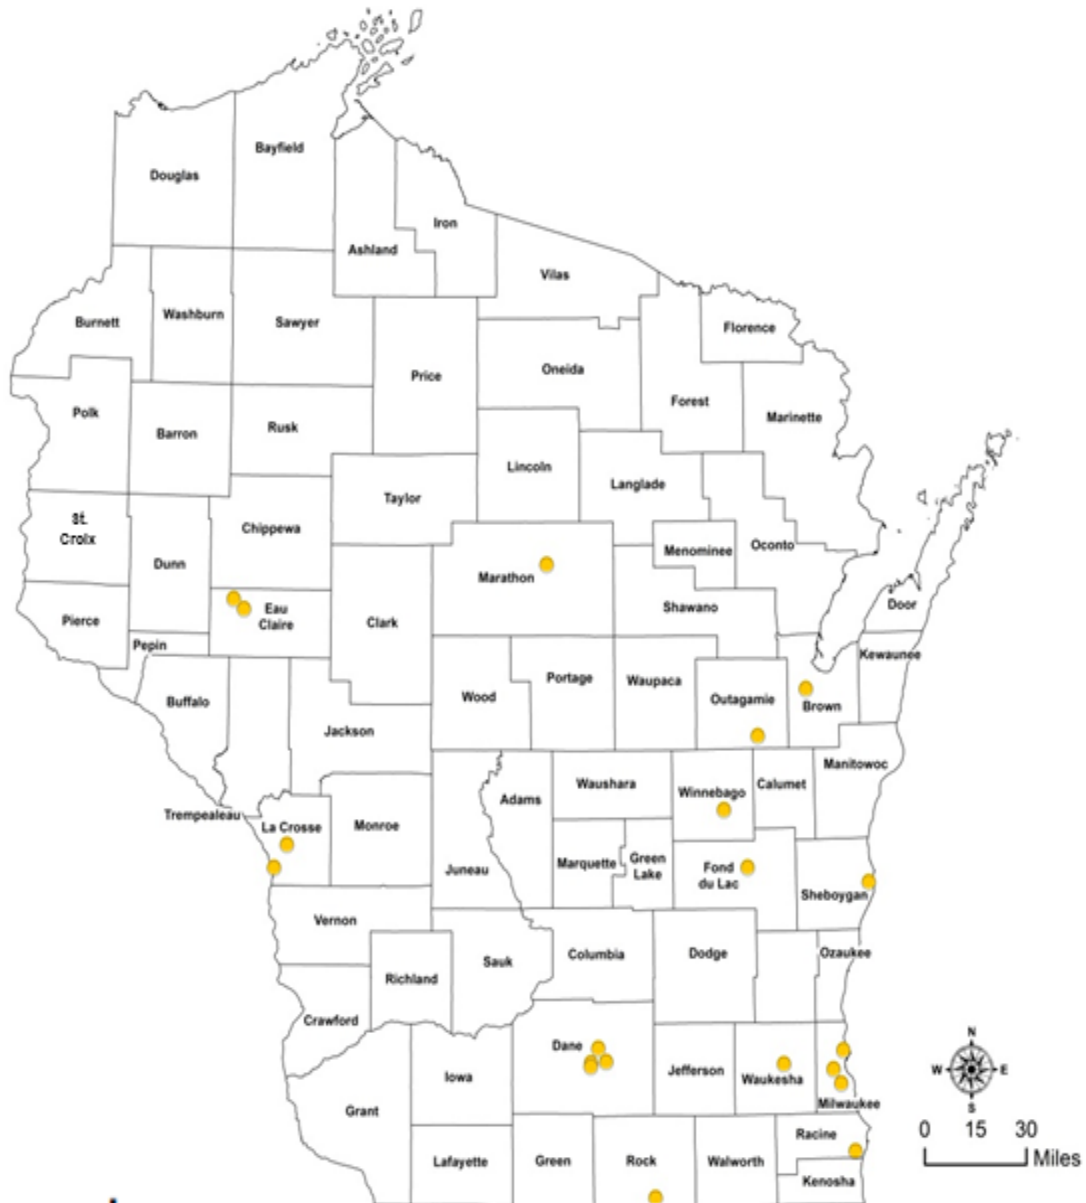 Bayfield
Douglas
Iron
Ashland
Vilas
Washburn
Burnett
Sawyer
Florence
Oneida
Price
Forest
Polk
Marinette
Rusk
Barron
Lincoln
Langlade
Taylor
St.
Croix
Chippewa
Oconto
Menominee
Dunn
Marathon
Door
Shawano
Eau
Claire
Pierce
Clark
Pepin
Kewaunee
Portage
Waupaca
Wood
Outagamie
Buffalo
Brown
Jackson
Manitowoc
Waushara
Calumet
Winnebago
Adams
Trempealeau
La Crosse
Monroe
Marquette
Green
Lake
Fond
du Lac
Juneau
Sheboygan
Vernon
Columbia
Dodge
Ozaukee
Sauk
Richland
Crawford
N
Dane
W
E
Jefferson
Iowa
Waukesha
Milwaukee
S
Grant
0 15 30
Miles
Racine
Lafayette
Green
Rock
Walworth
Kenosha